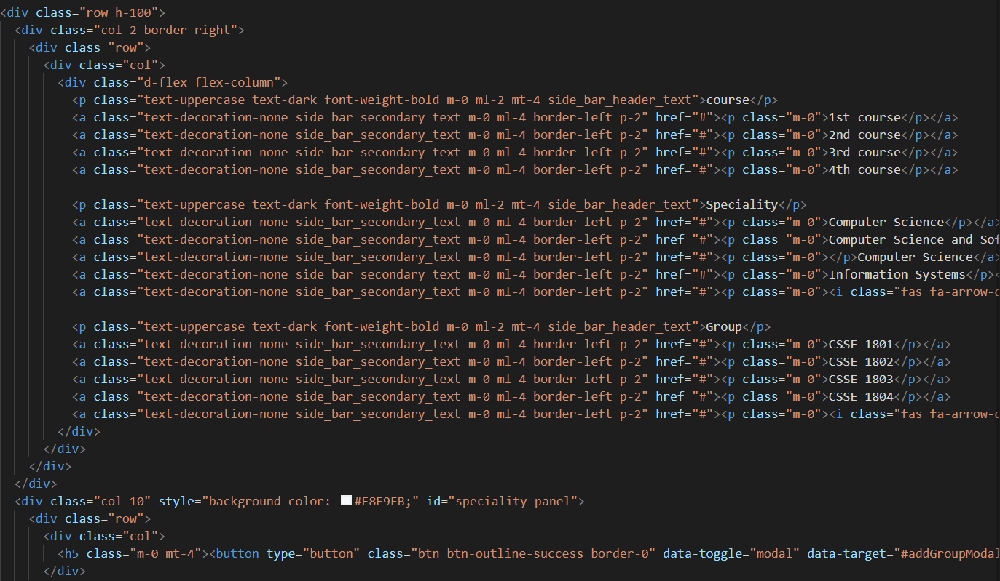 <div class="row h-100">
<div class="col-2 border-right">
<div class="row">
<div class="col">
<div class="d-flex flex-column">
<p class="text-uppercase text-dark font-weight-bold m-0 ml-2 mt-4 side_bar_header_text">course</p>
<a class="text-decoration-none side_bar_secondary_text m-0 ml-4 border-left p-2" href="#"><p class="m-0">1st course</p></a>
<a class="text-decoration-none side_bar_secondary_text m-0 ml-4 border-left p-2" href="#"><p class="m-0">2nd course</p></a>
<a class="text-decoration-none side_bar_secondary_text m-0 ml-4 border-left p-2" href="#"><p class="m-0">3rd course</p></a>
<a class="text-decoration-none side_bar_secondary_text m-0 ml-4 border-left p-2" href="#"><p class="m-0">4th course</p></a>
<p class="text-uppercase text-dark font-weight-bold m-0 ml-2 mt-4 side_bar_header_text">Speciality</p>
<a class="text-decoration-none side_bar_secondary_text m-0 ml-4 border-left p-2" href="#"><p class="m-0">Computer Science</p></a>
<a class="text-decoration-none side_bar_secondary_text m-0 ml-4 border-left p-2" href="#"><p class="m-0">Computer Science and Sof
<a class="text-decoration-none side_bar_secondary_text m-0 ml-4 border-left p-2" href="#"><p class="m-0"></p>Computer Science</a>
<a class="text-decoration-none side_bar_secondary_text m-0 ml-4 border-left p-2" href="#"><p class="m-0">Information Systems</p><
<a class="text-decoration-none side_bar_secondary_text m-0 ml-4 border-left p-2" href="#"><p class="m-0"><i class="fas fa-arrow-d
<p class="text-uppercase text-dark font-weight-bold m-0 ml-2 mt-4 side_bar_header_text">Group</p>
<a class="text-decoration-none side_bar_secondary_text m-0 ml-4 border-left p-2" href="#"><p class="m-0">CSSE 1801</p></a>
<a class="text-decoration-none side_bar_secondary_text m-0 ml-4 border-left p-2" href="#"><p class="m-0">CSSE 1802</p></a>
<a class="text-decoration-none side_bar_secondary_text m-0 ml-4 border-left p-2" href="#"><p class="m-0">CSSE 1803</p></a>
<a class="text-decoration-none side_bar_secondary_text m-0 ml-4 border-left p-2" href="#"><p class="m-0">CSSE 1804</p></a>
<a class="text-decoration-none side_bar_secondary_text m-0 ml-4 border-left p-2" href="#"><p class="m-0"><i class="fas fa-arrow-d
</div>
</div>
</div>
</div>
<div class="col-10" style="background-color: #F8F9FB;" id="speciality_panel">
<div class="row">
<div class="col">
<h5 class="m-0 mt-4"><button type="button" class="btn btn-outline-success border-0" data-toggle="modal" data-target="#addGroupModal
</div>